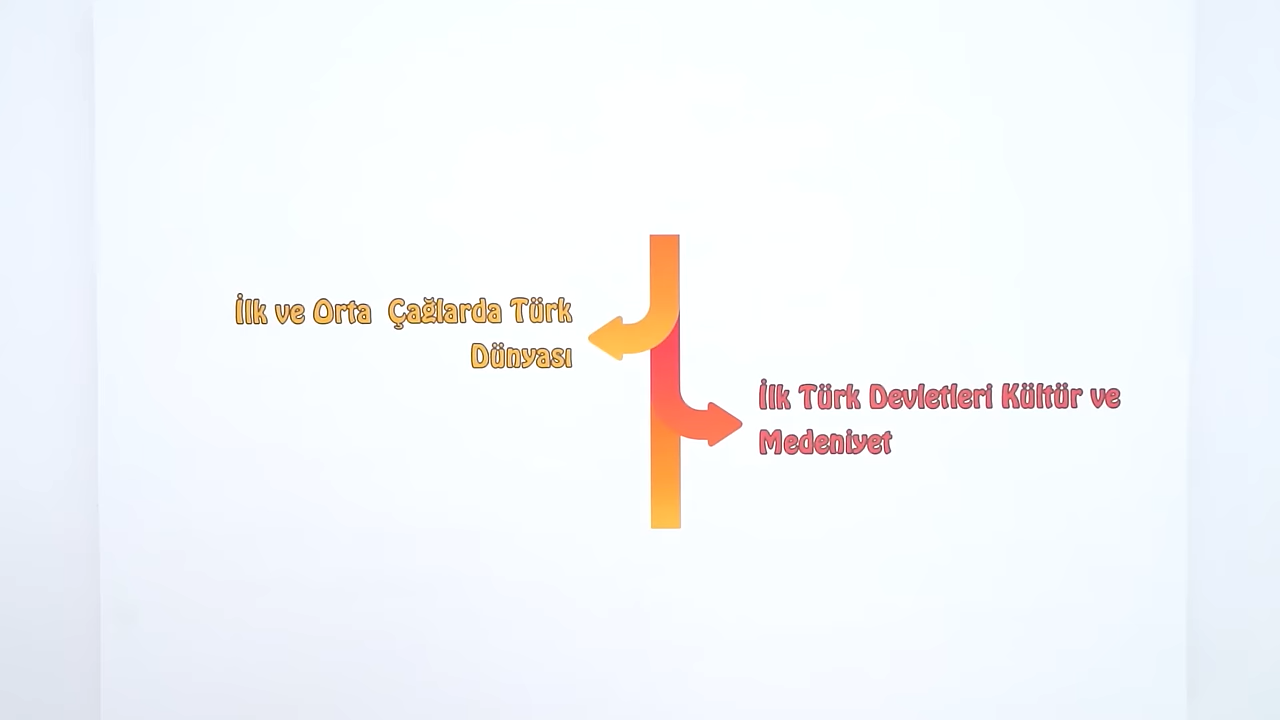 İlk ve Orta Çağlarda Türk
Dünyası
İlk Türk Devletleri Kültür ve
Medeniyet